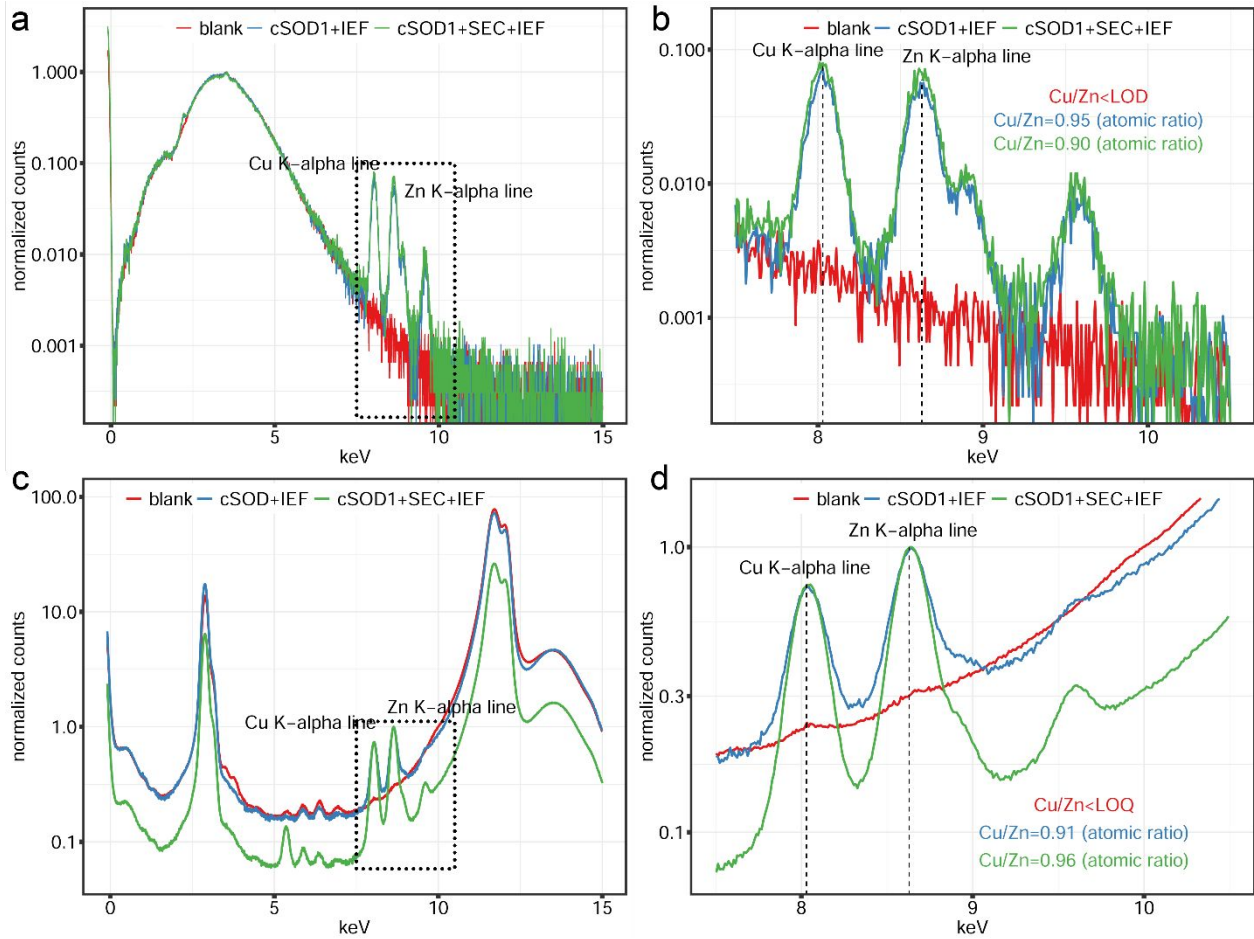 a
blank cSOD1+IEF cSOD1+SEC+IEF
1.000
0.100
0.010
0.001
normalized counts
Cu K−alpha line
Zn K−alpha line
0 5 10 15
keV
b
blank cSOD1+IEF cSOD1+SEC+IEF
Cu K−alpha line
Zn K−alpha line
0.100
0.010
0.001
normalized counts
Cu/Zn<LOD
Cu/Zn=0.95 (atomic ratio)
Cu/Zn=0.90 (atomic ratio)
8 9 10
keV
c
blank cSOD+IEF cSOD1+SEC+IEF
100.0
10.0
1.0
0.1
normalized counts
Cu K−alpha line
Zn K−alpha line
0 5 10 15
keV
d
blank cSOD1+IEF cSOD1+SEC+IEF
Zn K−alpha line
Cu K−alpha line
1.0
0.3
0.1
normalized counts
Cu/Zn<LOQ
Cu/Zn=0.91 (atomic ratio)
Cu/Zn=0.96 (atomic ratio)
8 9 10
keV